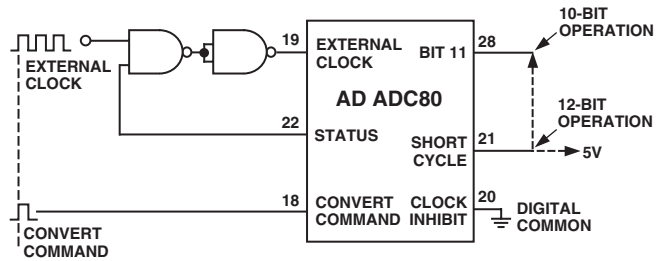 10-BIT
OPERATION
19
EXTERNAL
CLOCK
BIT 11
28
EXTERNAL
CLOCK
AD ADC80
12-BIT
OPERATION
22
STATUS
SHORT
CYCLE
21
5V
18
CONVERT
COMMAND
CLOCK
INHIBIT
20
DIGITAL
COMMON
CONVERT
COMMAND